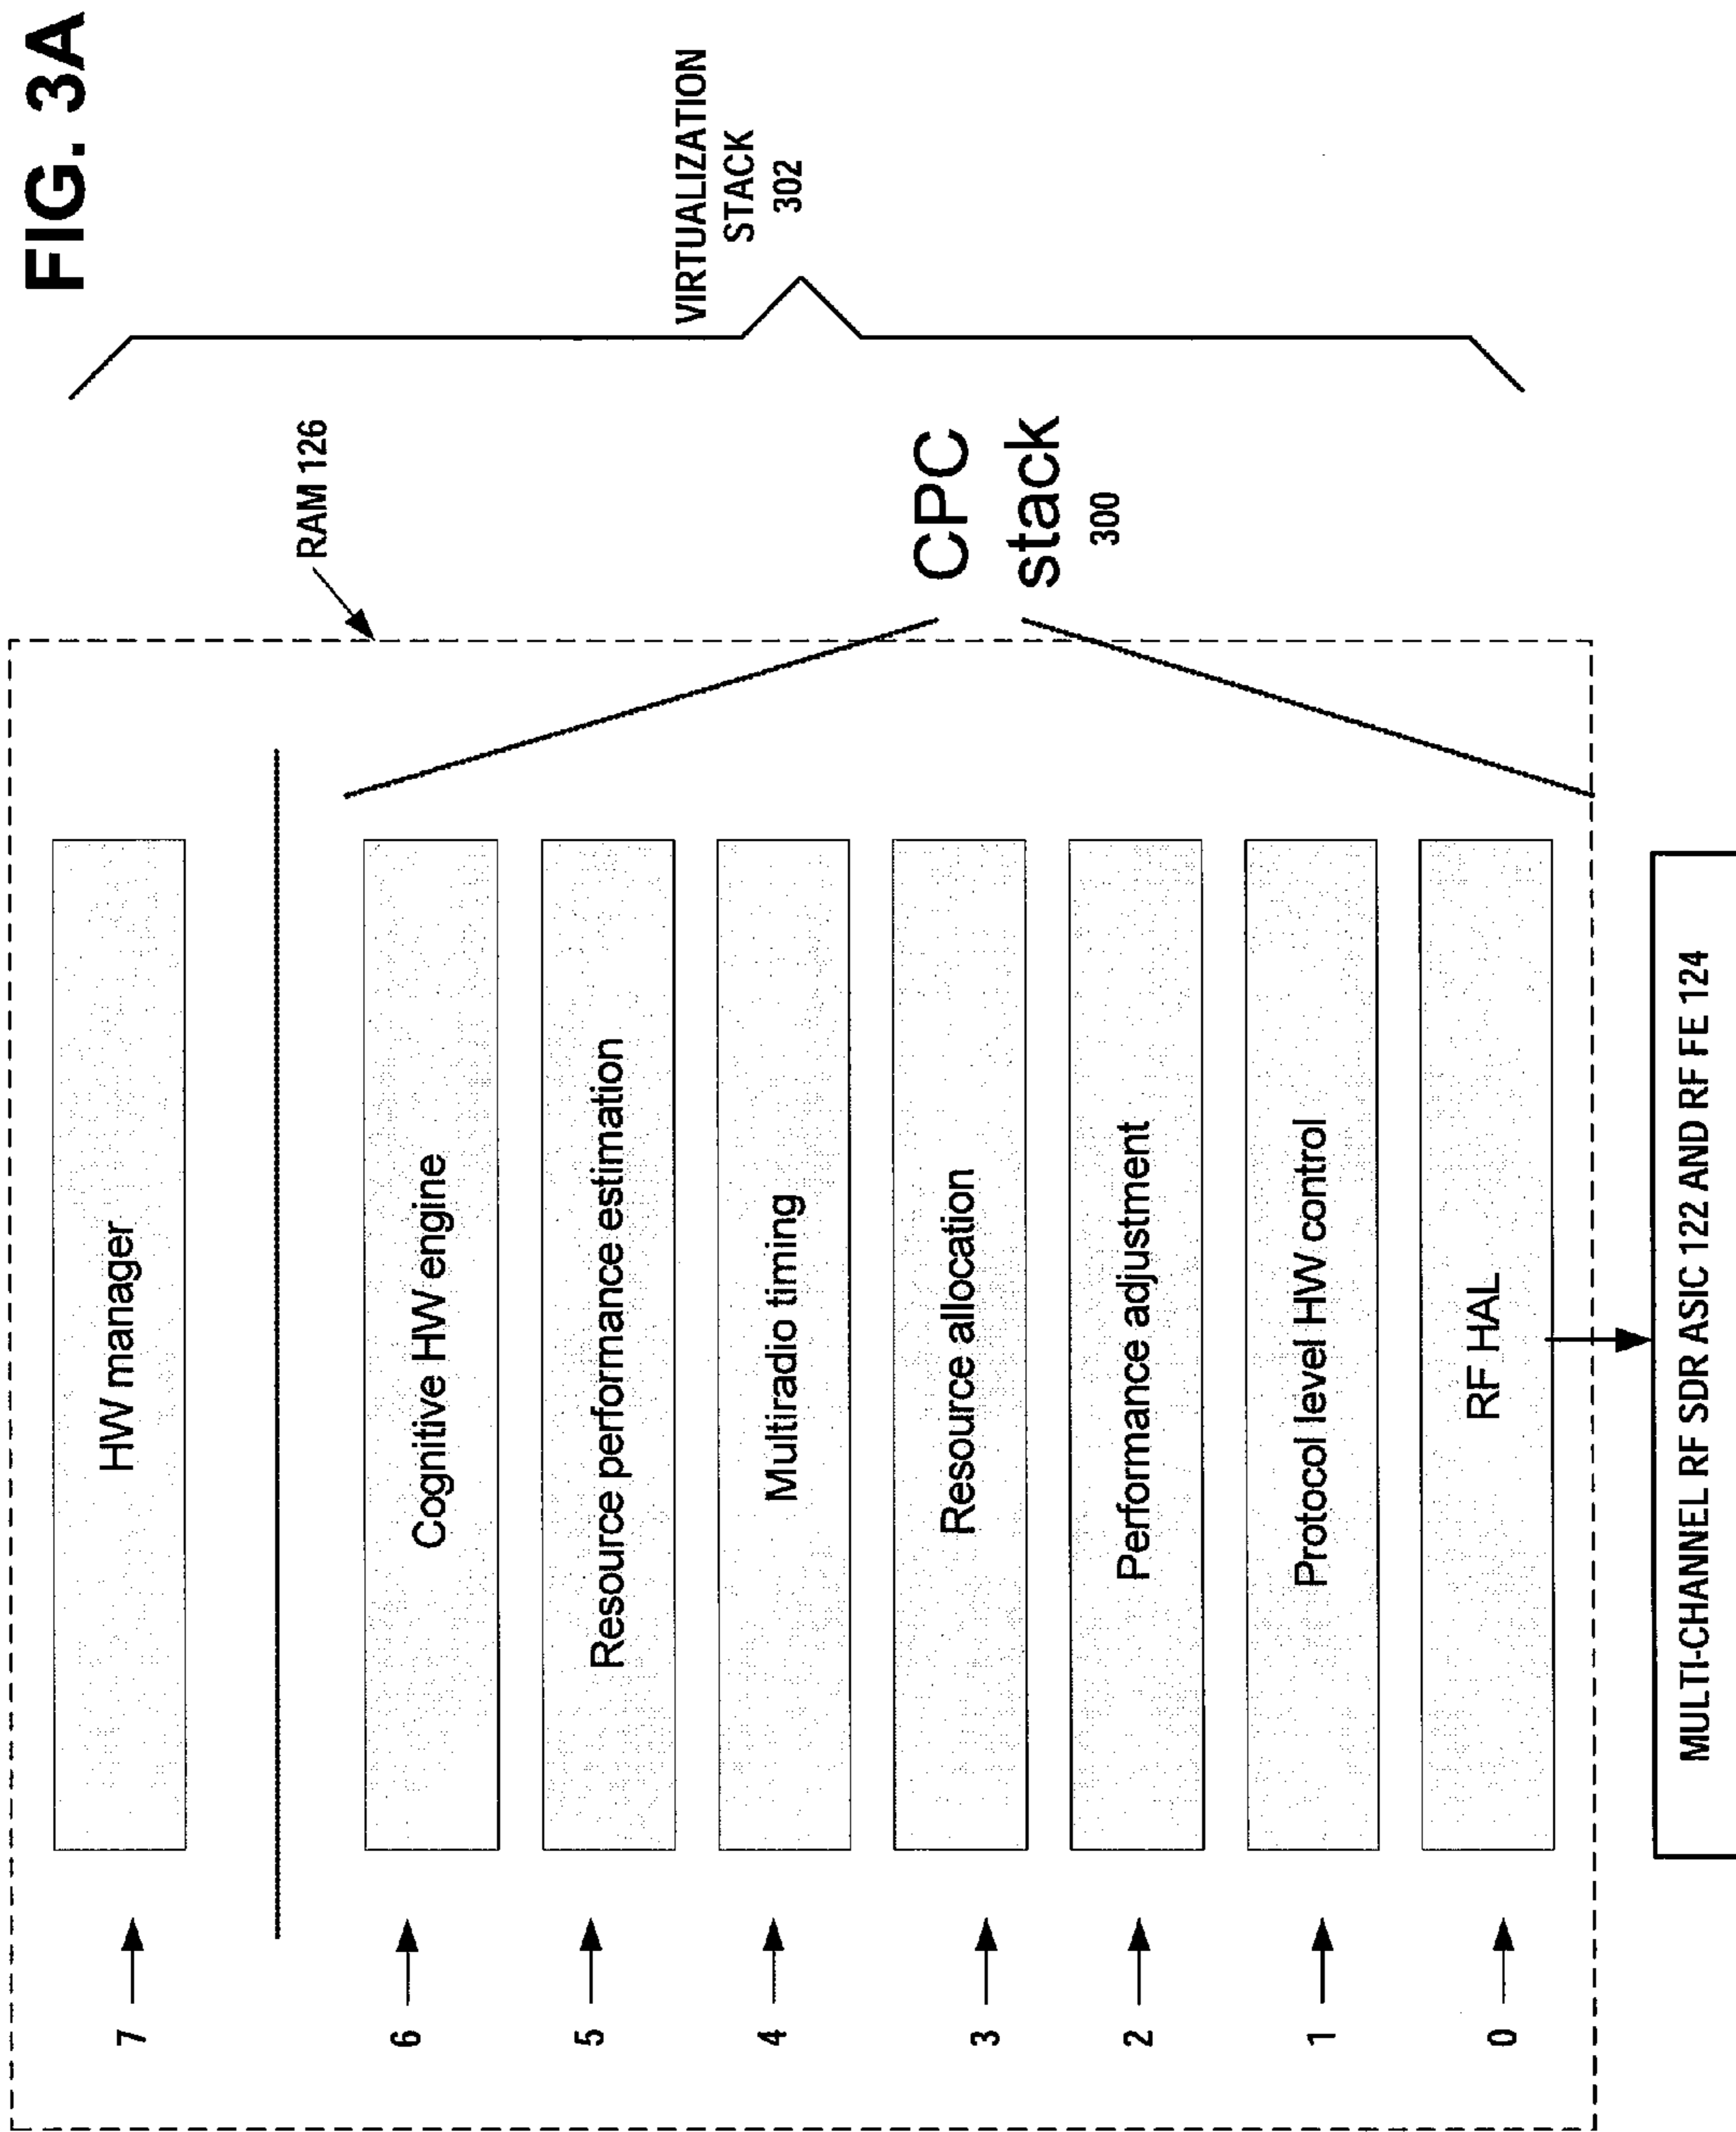 FIG. 3A
7
HW manager
RAM 126
VIRTUALIZATION
STACK
302
6
Cognitive HW engine
5
Resource performance estimation
4
Multiradio timing
3
Resource allocation
CPC
stack
300
2
Performance adjustment
1
Protocol level HW control
0
RF HAL
MULTI-CHANNEL RF SDR ASIC 122 AND RF FE 124